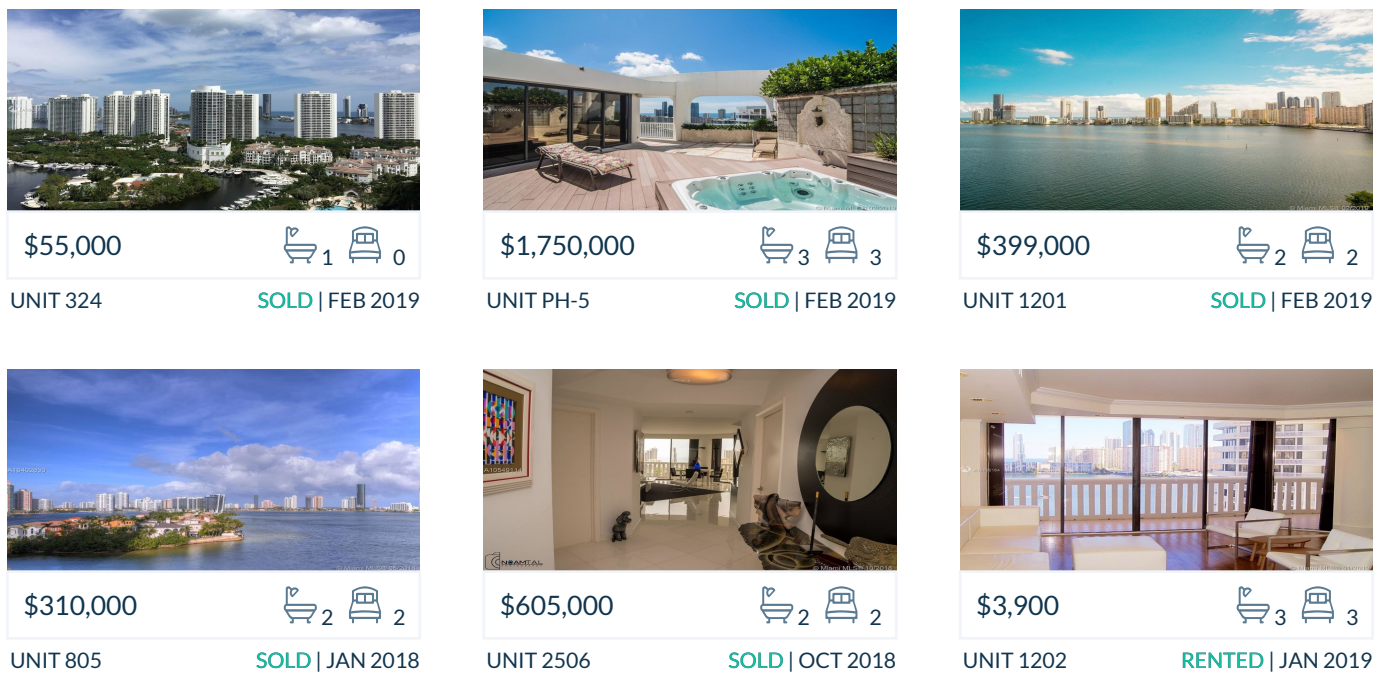 $55,000 1 0
UNIT 324 SOLD | FEB 2019
$1,750,000 3 3
UNIT PH-5 SOLD | FEB 2019
$399,000 2 2
UNIT 1201 SOLD | FEB 2019
$310,000 2 2
UNIT 805 SOLD | JAN 2018
NOAMTAL
$605,000 2 2
UNIT 2506 SOLD | OCT 2018
$3,900 3 3
UNIT 1202 RENTED | JAN 2019